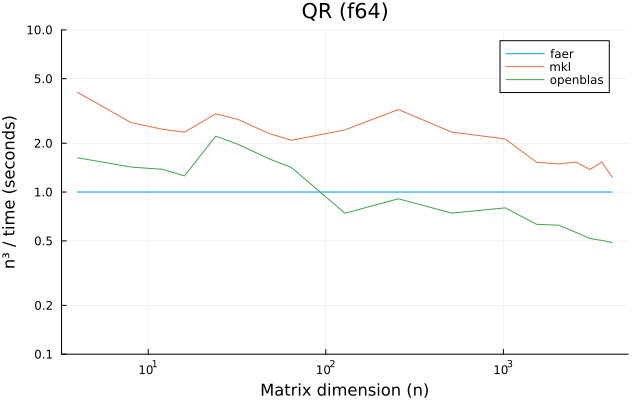 QR (f64)
10.0
faer
mkl
openblas
5.0
2.0
1.0
0.5
0.2
0.1
n³ / time (seconds)
10¹
10²
10³
Matrix dimension (n)